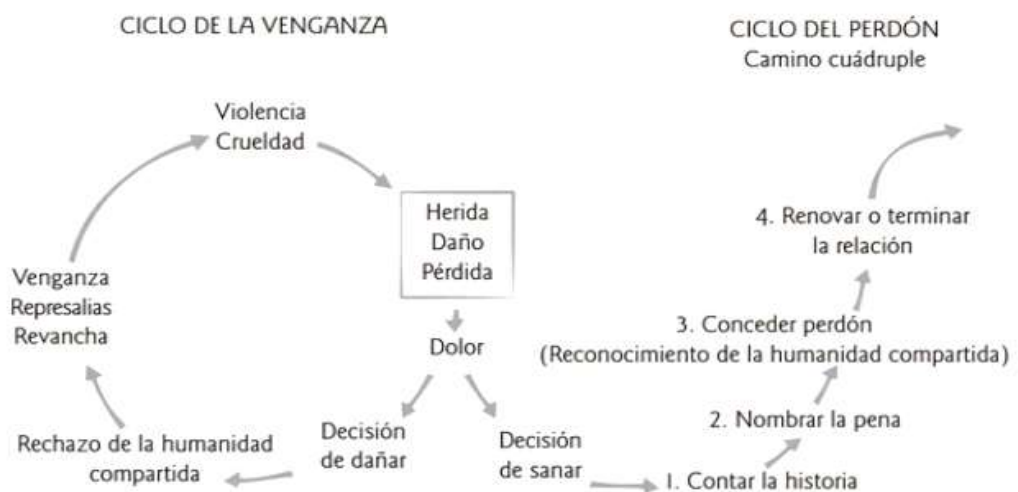 CICLO DE LA VENGANZA
Violencia
Crueldad
Herida
Daño
Pérdida
Dolor
Decisión
de dañar
Rechazo de la humanidad
compartida
Venganza
Represalias
Revancha
Decisión
de sanar
CICLO DEL PERDÓN
Camino cuádruple
1. Contar la historia
2. Nombrar la pena
3. Conceder perdón
(Reconocimiento de la humanidad compartida)
4. Renovar o terminar
la relación